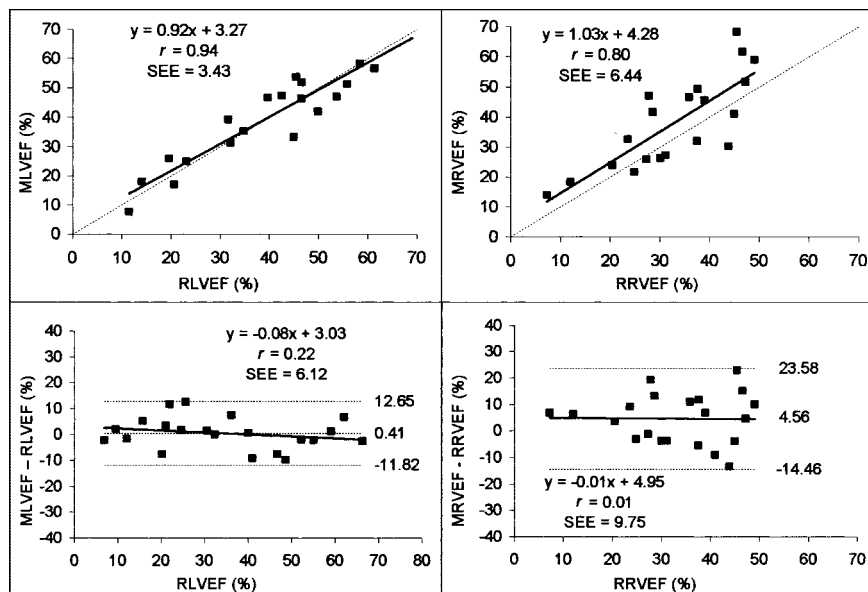 y = 0.92x + 3.27
r = 0.94
SEE = 3.43
70
60
50
40
30
20
10
0
MLVEF (%)
0 10 20 30 40 50 60 70
RLVEF (%)
y = 1.03x + 4.28
r = 0.80
SEE = 6.44
70
60
50
40
30
20
10
0
MRVEF (%)
0 10 20 30 40 50 60 70
RRVEF (%)
y = -0.08x + 3.03
r = 0.22
SEE = 6.12
40
30
20
10
0
-10
-20
-30
-40
MLVEF – RLVEF (%)
12.65
0.41
-11.82
0 10 20 30 40 50 60 70 80
RLVEF (%)
40
30
20
10
0
-10
-20
-30
-40
MRVEF - RRVEF (%)
23.58
4.56
-14.46
y = -0.01x + 4.95
r = 0.01
SEE = 9.75
0 10 20 30 40 50 60 70
RRVEF (%)